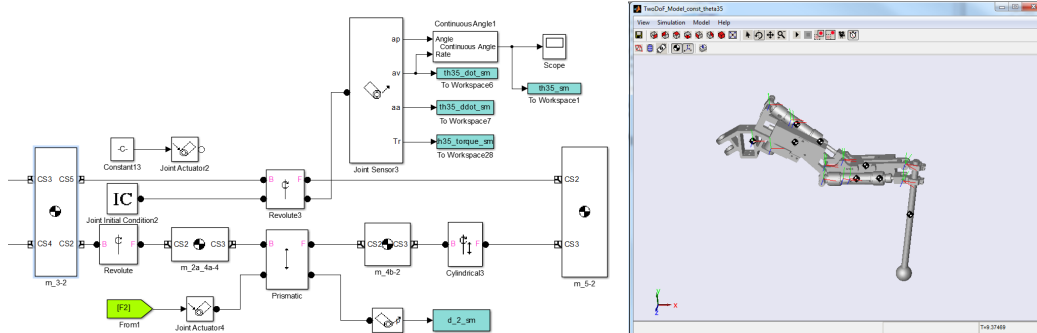 Continuous Angle1
ap
Angle
Rate
Continuous Angle
Scope
av
th35_dot_sm
To Workspace6
th35_sm
To Workspace1
aa
th35_ddot_sm
To Workspace7
Tr
h35_torque_sm
To Workspace28
Joint Sensor3
-C-
Constant13
Joint Actuator2
CS3
CS5
IC
Joint Initial Condition2
B
F
Revolute3
CS2
CS4
CS2
B
F
Revolute
CS2
CS3
m_2a_4a-4
B
F
Prismatic
CS2
CS3
m_4b-2
B
F
Cylindrical3
CS3
m_3-2
m_5-2
[F2]
From1
Joint Actuator4
d_2_sm
TwoDoF_Model_const_theta35
View Simulation Model Help
y
x
z
T=9.37469